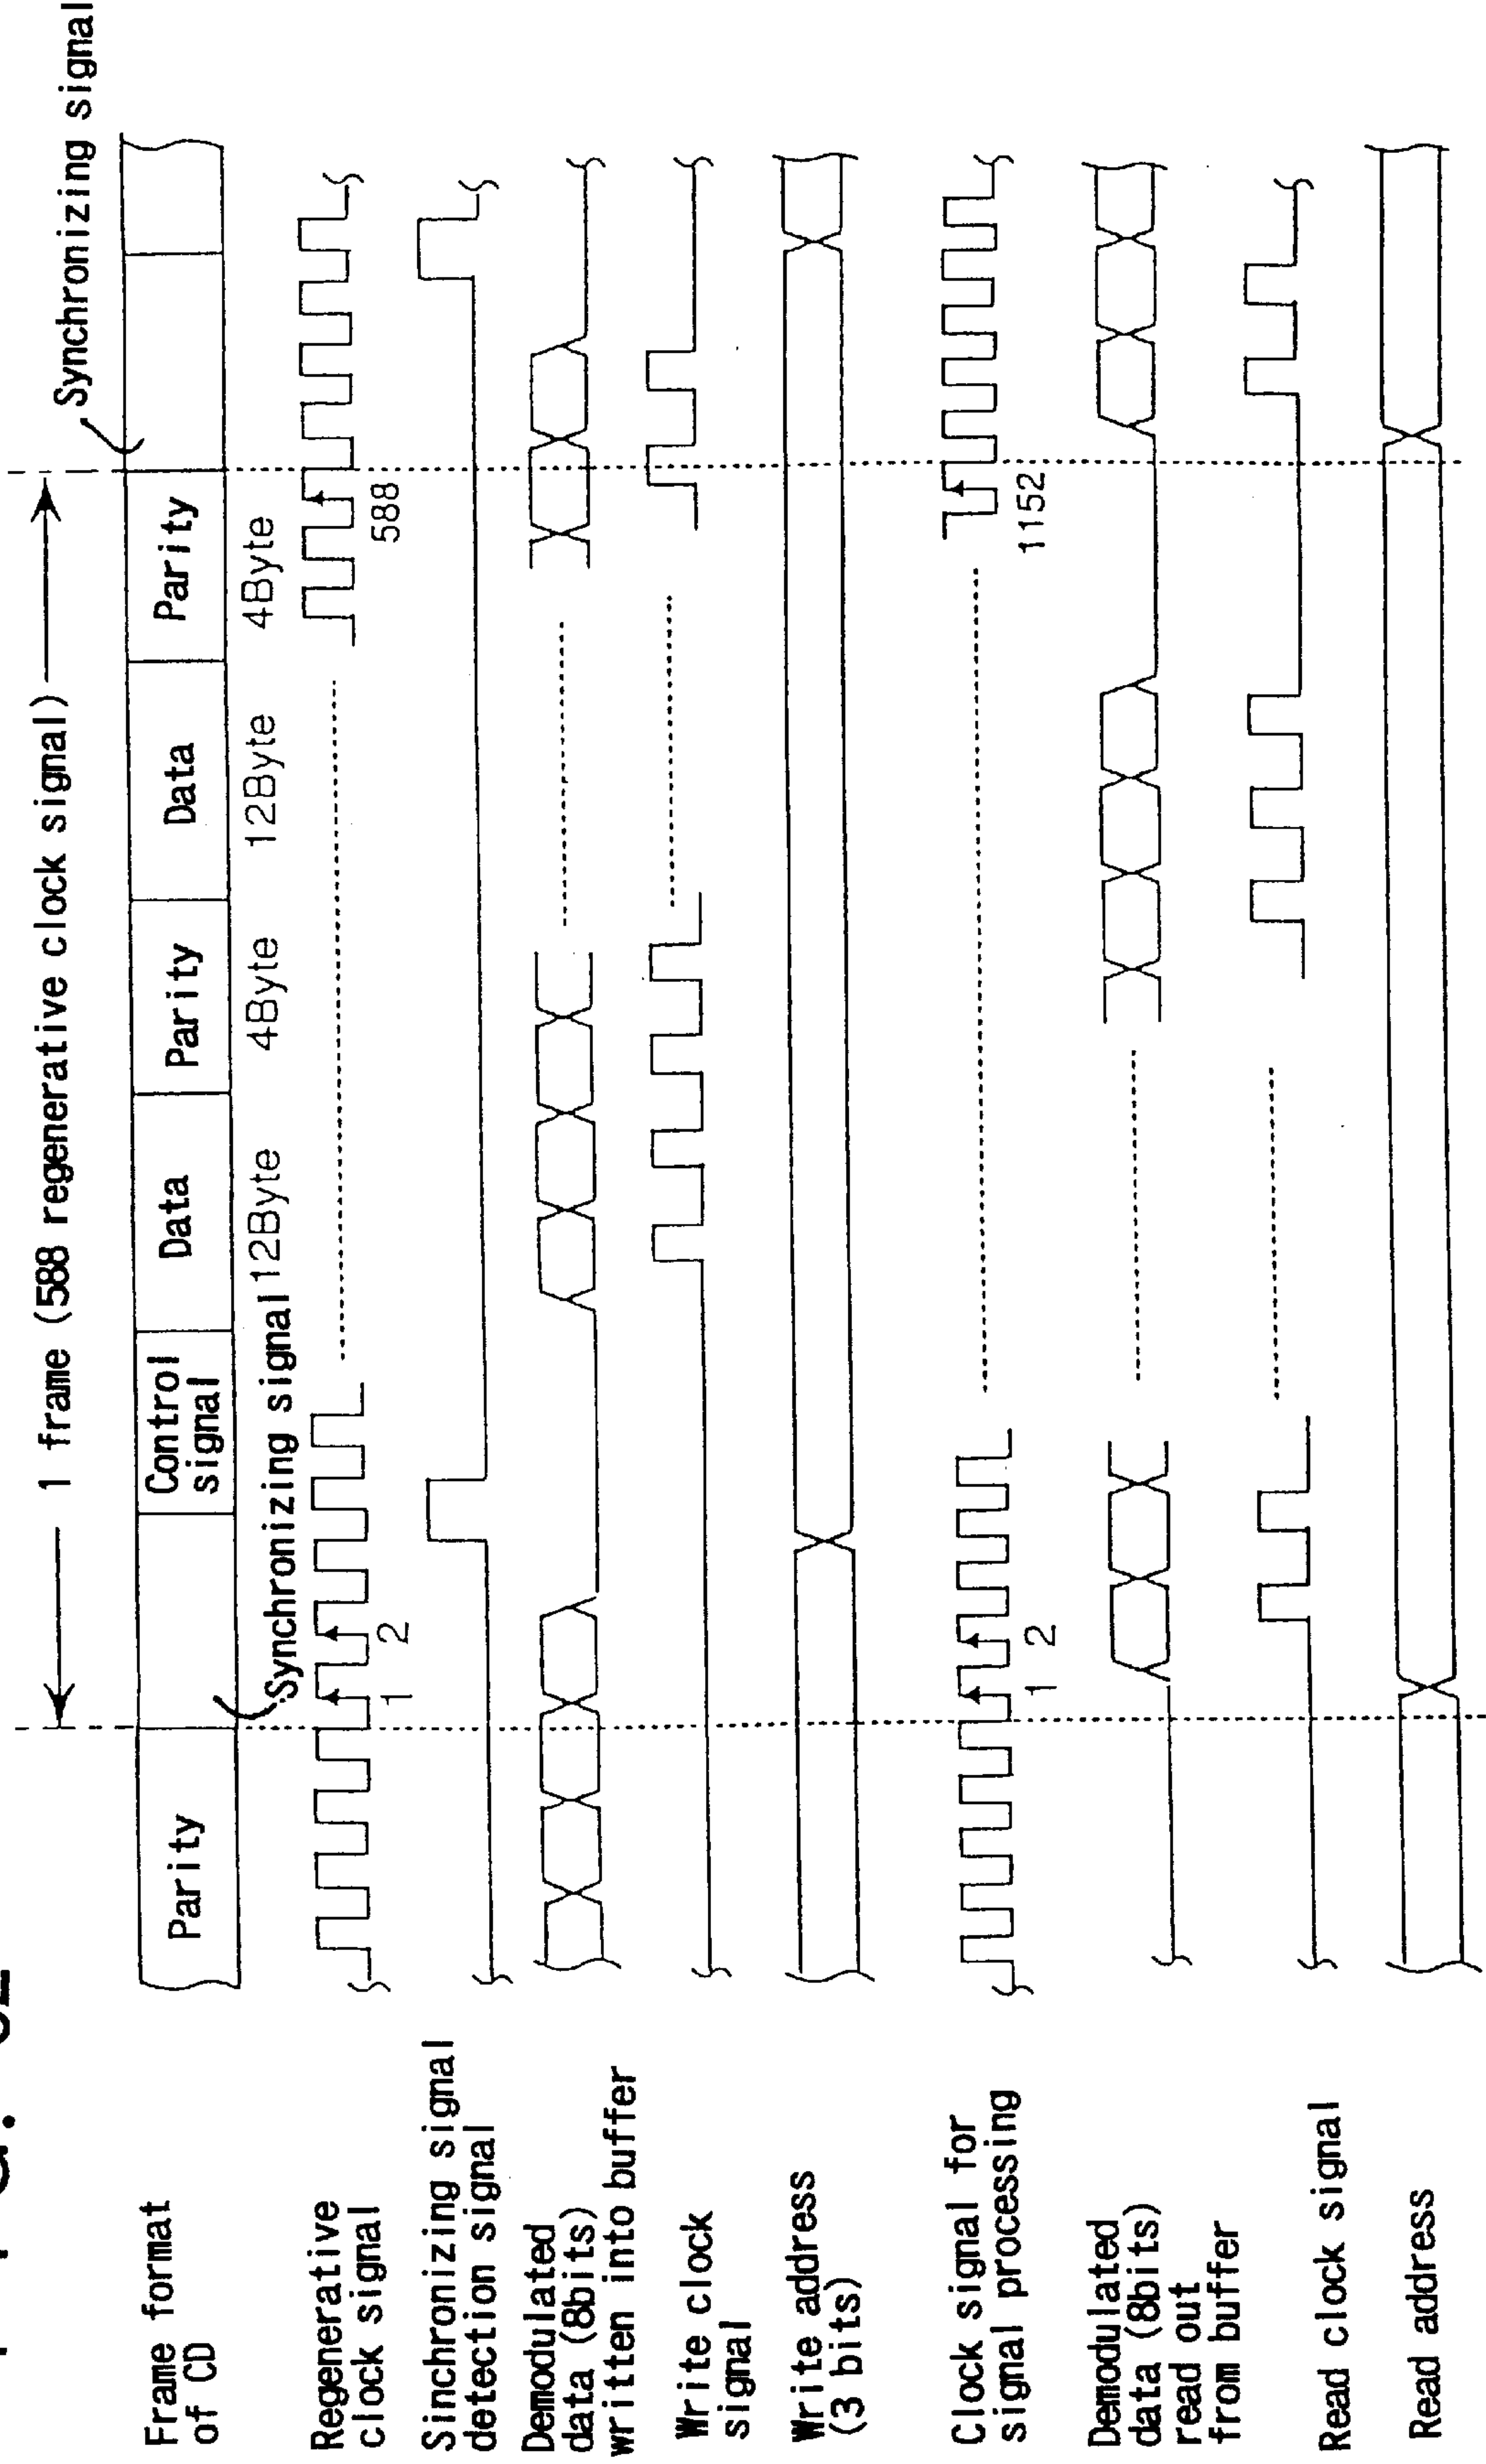 1 frame (588 regenerative clock signal)
Synchronizing signal
Frame format
of CD
Parity
Control
signal
Data
Parity
Data
Parity
Synchronizing signal
12Byte
4Byte
12Byte
4Byte
Regenerative
clock signal
1
2
588
Sinchronizing signal
detection signal
Demodulated
data (8bits)
written into buffer
Write clock
signal
Write address
(3 bits)
Clock signal for
signal processing
1
2
1152
Demodulated
data (8bits)
read out
from buffer
Read clock signal
Read address